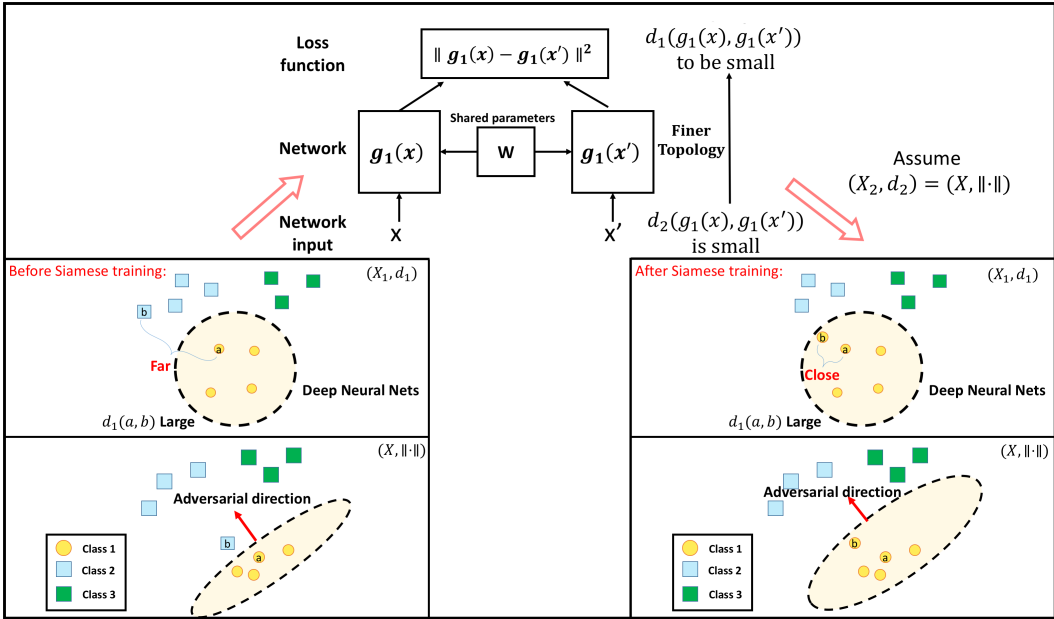 Loss
function
∥ g₁(x) − g₁(x′) ∥²
d₁(g₁(x), g₁(x′))
to be small
Shared parameters
Network
g₁(x)
W
g₁(x′)
Finer
Topology
Assume
(X₂, d₂) = (X, ∥·∥)
Network
input
X
X′
d₂(g₁(x), g₁(x′))
is small
Before Siamese training:
(X₁, d₁)
b
a
Far
Deep Neural Nets
d₁(a, b) Large
(X, ∥·∥)
Adversarial direction
b
a
Class 1
Class 2
Class 3
After Siamese training:
(X₁, d₁)
b
a
Close
Deep Neural Nets
d₁(a, b) Large
(X, ∥·∥)
Adversarial direction
b
a
Class 1
Class 2
Class 3